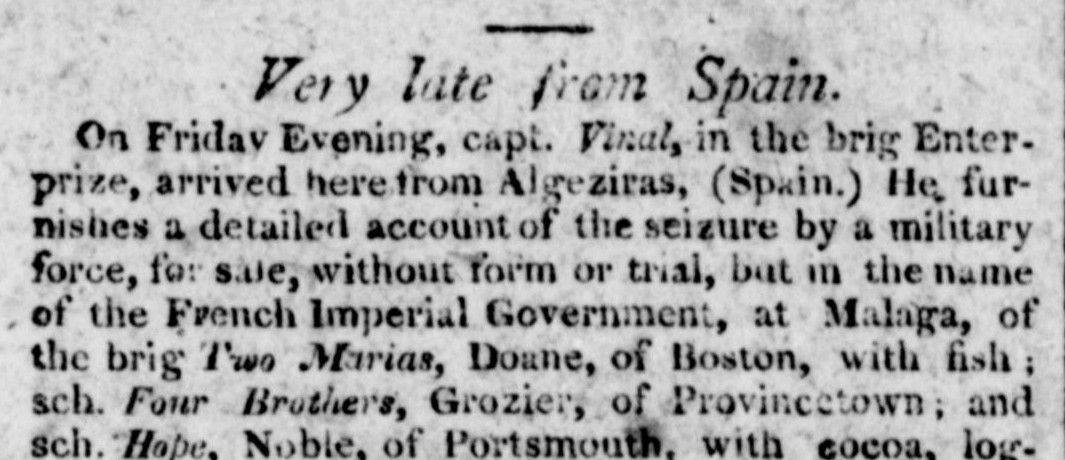 Very late from Spain.
On Friday Evening, capt. Vinal, in the brig Enter-
prize, arrived here from Algeziras, (Spain.) He fur-
nishes a detailed account of the seizure by a military
force, for sale, without form or trial, but in the name
of the French Imperial Government, at Malaga, of
the brig Two Marias, Doane, of Boston, with fish;
sch. Four Brothers, Grozier, of Provincetown; and
sch. Hope, Noble, of Portsmouth, with cocoa, log-